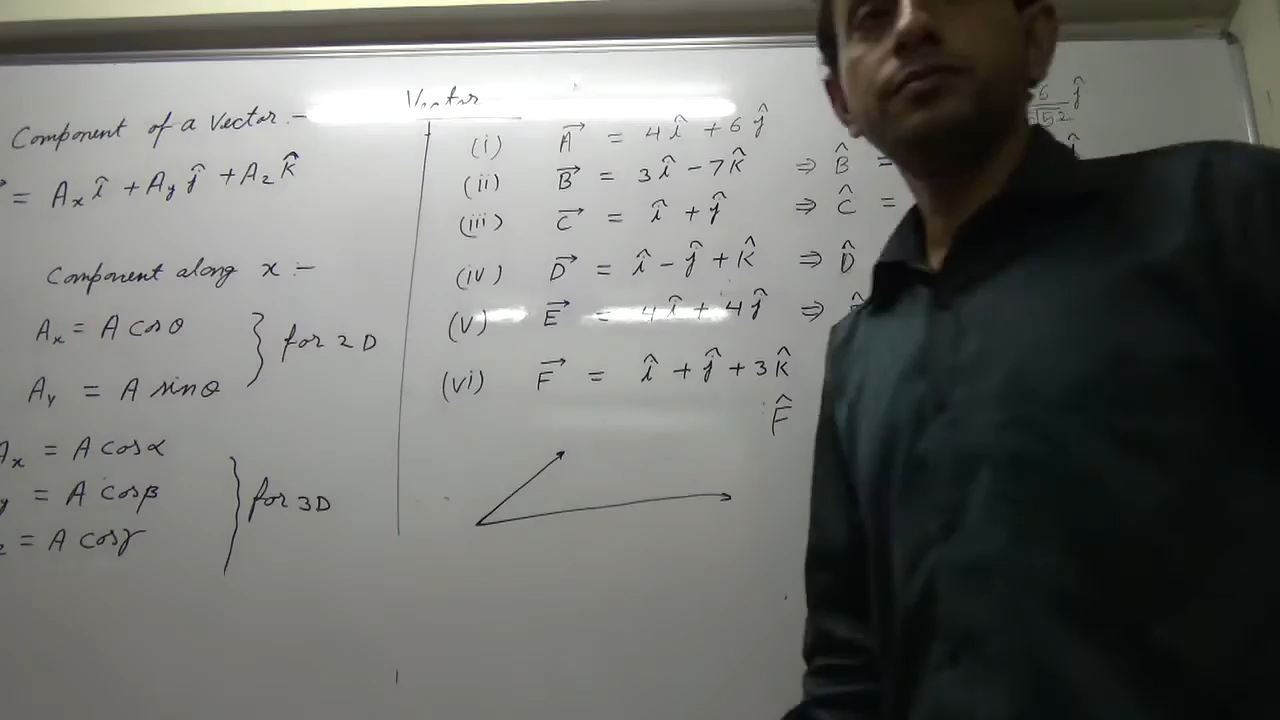 Vector
Component of a Vector :-
= Aₓ î + Aᵧ ĵ + A_z k̂
Component along x :-
Aₓ = A cos θ
Aᵧ = A sin θ
} for 2 D
Aₓ = A cos α
y = A cos β
z = A cos γ
} for 3D
(i) A⃗ = 4 î + 6 ĵ
(ii) B⃗ = 3 î - 7 k̂ ⇒ B̂ =
(iii) C⃗ = î + ĵ ⇒ Ĉ =
(iv) D⃗ = î - ĵ + k̂ ⇒ D̂
(v) E⃗ = 4 î + 4 ĵ ⇒
(vi) F⃗ = î + ĵ + 3 k̂
F̂